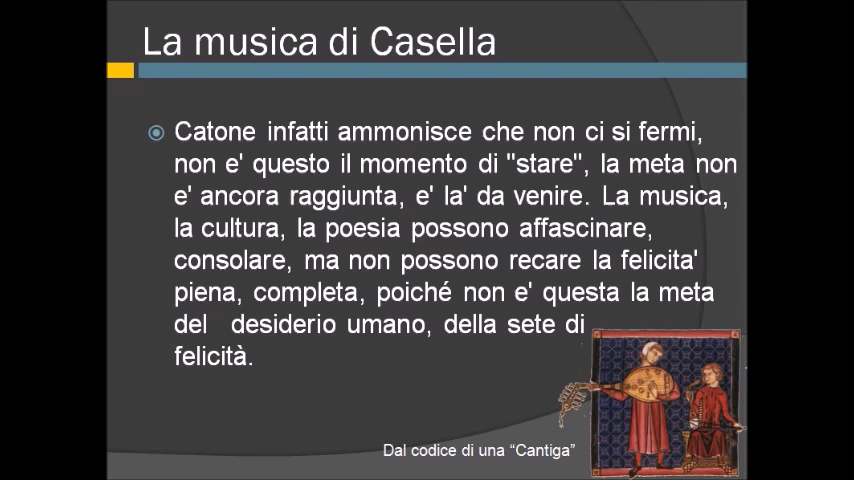 La musica di Casella
Catone infatti ammonisce che non ci si fermi,
non e' questo il momento di "stare", la meta non
e' ancora raggiunta, e' la' da venire. La musica,
la cultura, la poesia possono affascinare,
consolare, ma non possono recare la felicita'
piena, completa, poiché non e' questa la meta
del desiderio umano, della sete di
felicità.
Dal codice di una “Cantiga”